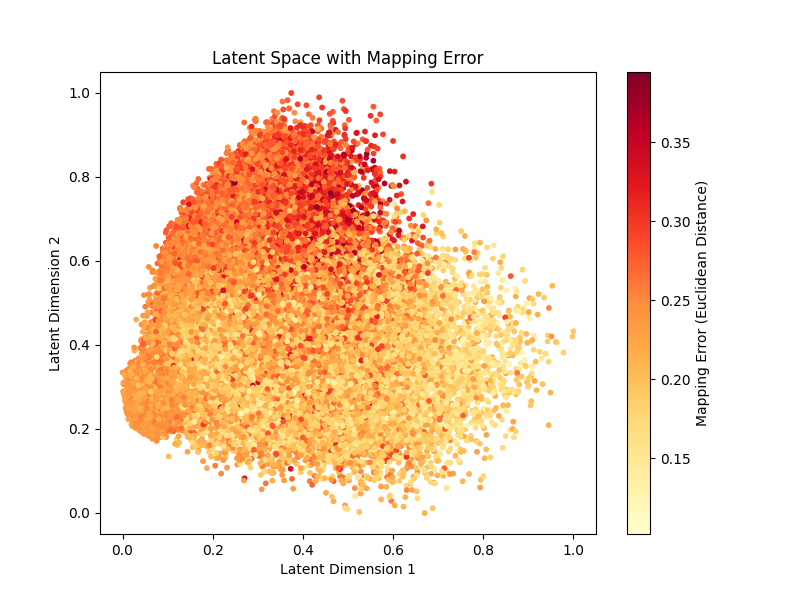 Latent Space with Mapping Error
1.0
0.8
0.6
0.4
0.2
0.0
Latent Dimension 2
0.0 0.2 0.4 0.6 0.8 1.0
Latent Dimension 1
0.35
0.30
0.25
0.20
0.15
Mapping Error (Euclidean Distance)